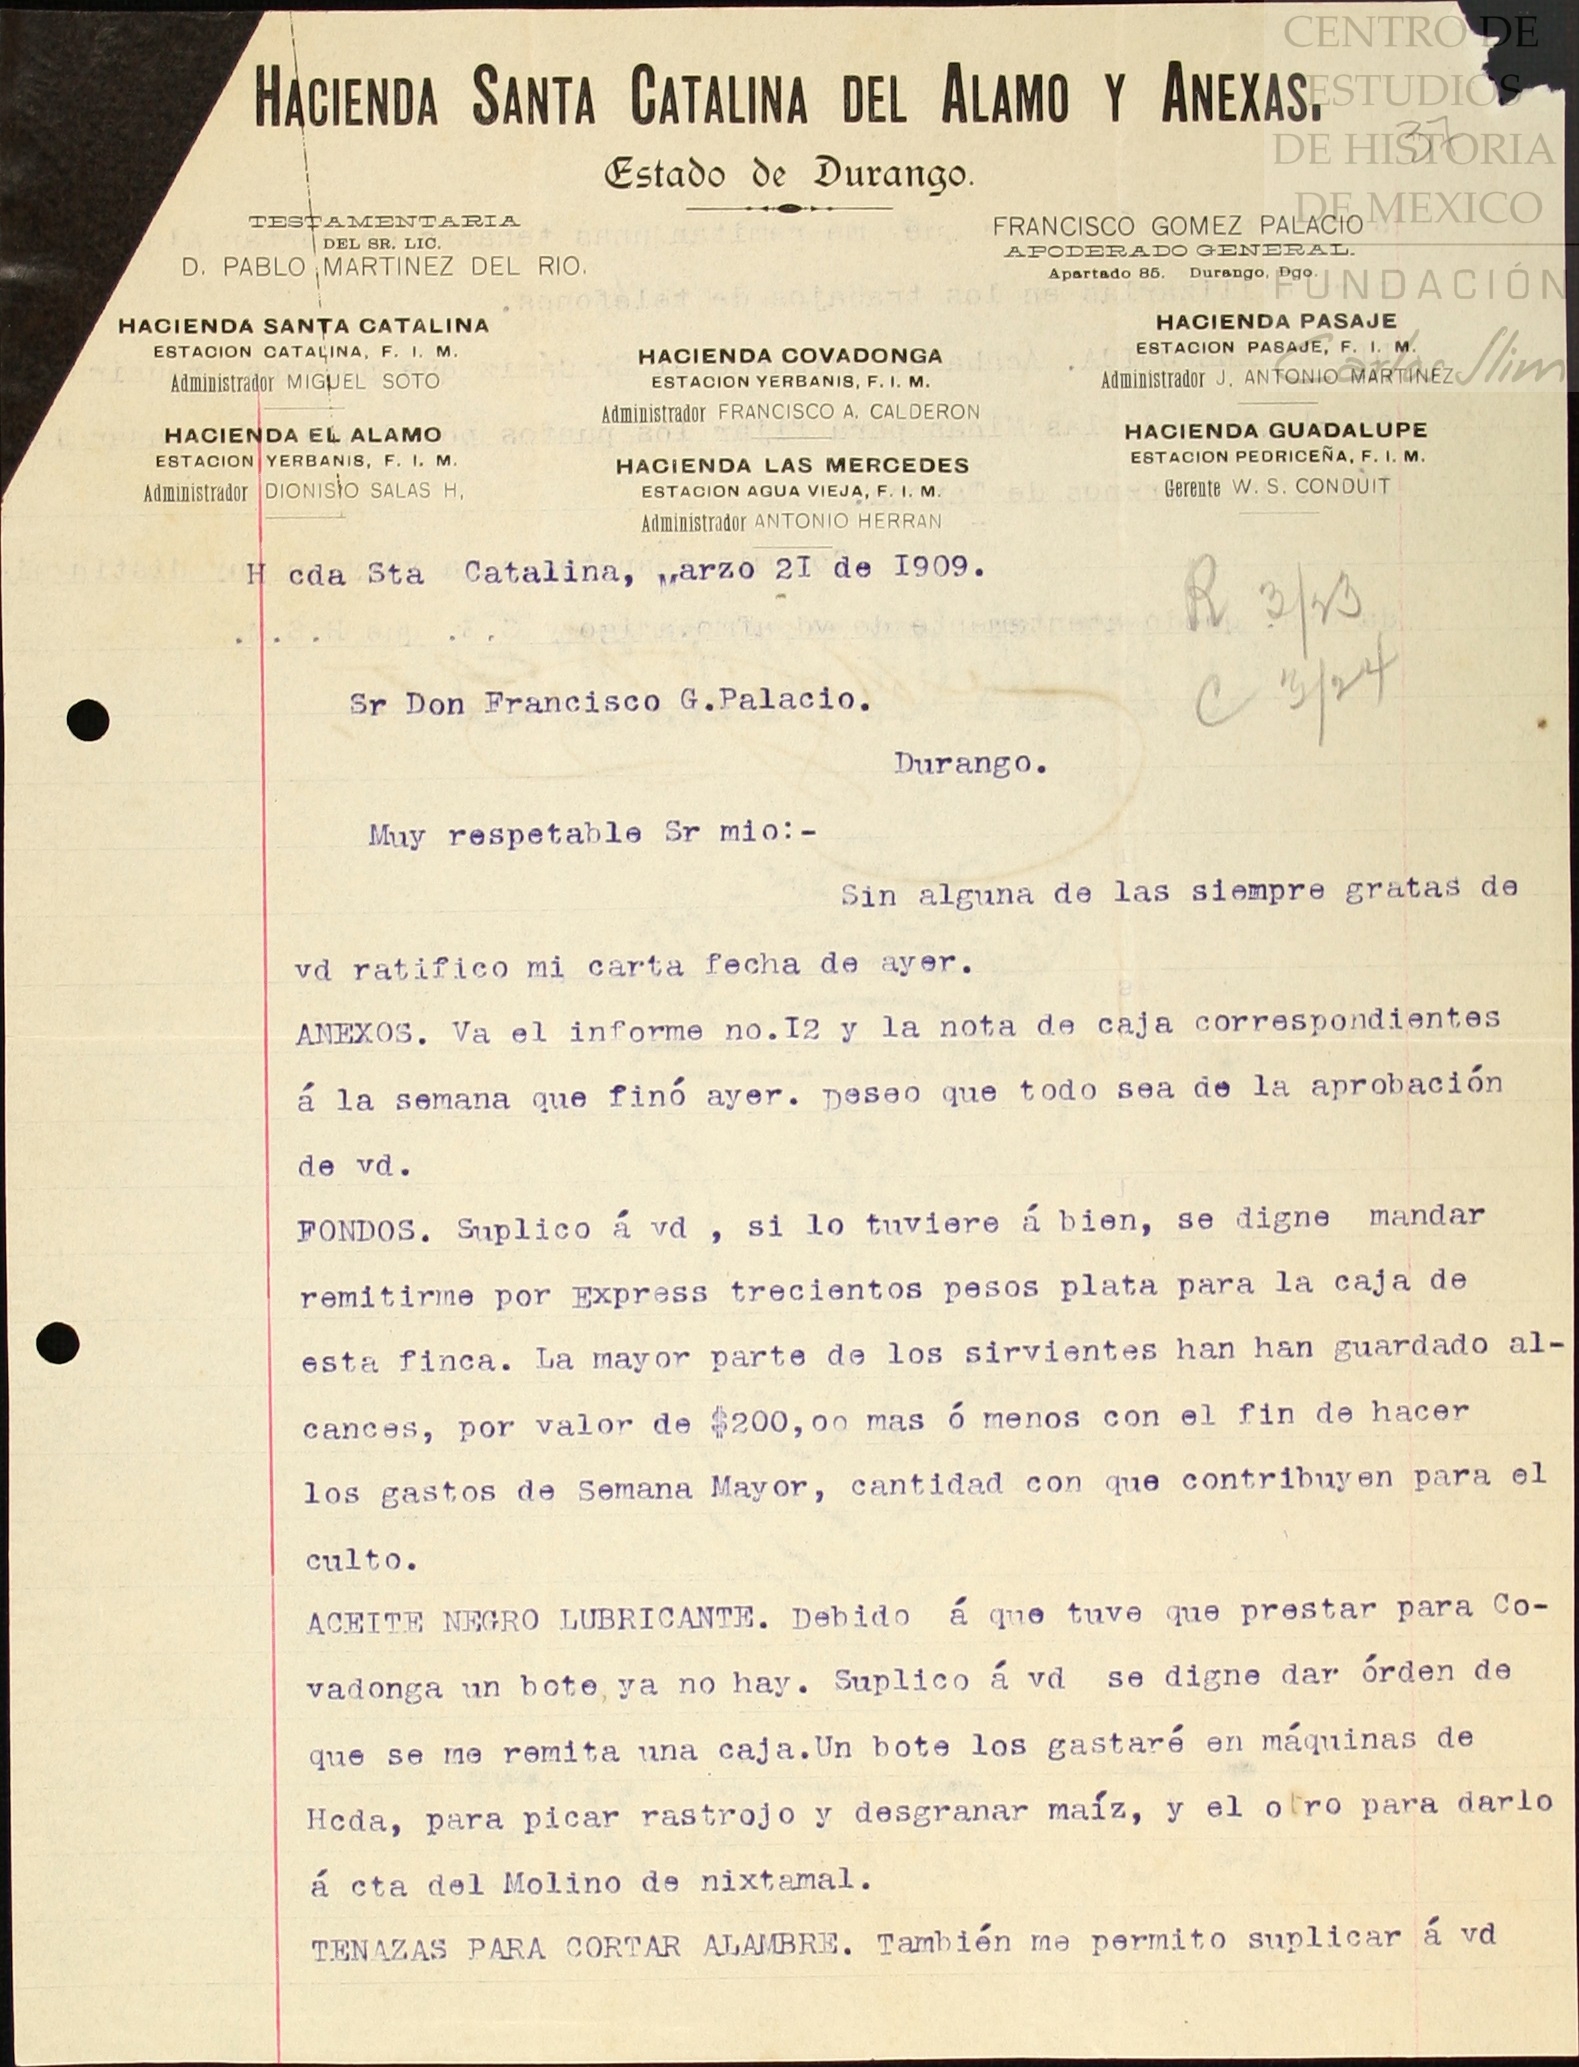 CENTRO DE
ESTUDIOS
DE HISTORIA
DE MEXICO
FUNDACIÓN
Carlos Slim
37
HACIENDA SANTA CATALINA DEL ALAMO Y ANEXAS.
Estado de Durango.
TESTAMENTARIA
DEL SR. LIC.
D. PABLO MARTINEZ DEL RIO.
FRANCISCO GOMEZ PALACIO
APODERADO GENERAL.
Apartado 85. Durango, Dgo.
HACIENDA SANTA CATALINA
ESTACION CATALINA, F. I. M.
Administrador MIGUEL SOTO
HACIENDA EL ALAMO
ESTACION YERBANIS, F. I. M.
Administrador DIONISIO SALAS H,
HACIENDA COVADONGA
ESTACION YERBANIS, F. I. M.
Administrador FRANCISCO A. CALDERON
HACIENDA LAS MERCEDES
ESTACION AGUA VIEJA, F. I. M.
Administrador ANTONIO HERRAN
HACIENDA PASAJE
ESTACION PASAJE, F. I. M.
Administrador J. ANTONIO MARTINEZ
HACIENDA GUADALUPE
ESTACION PEDRICEÑA, F. I. M.
Gerente W. S. CONDUIT
H cda Sta Catalina, Marzo 2I de I909.
R 3/23
C 3/24
Sr Don Francisco G.Palacio.
Durango.
Muy respetable Sr mio:-
Sin alguna de las siempre gratas de
vd ratifico mi carta fecha de ayer.
ANEXOS. Va el informe no.I2 y la nota de caja correspondientes
á la semana que finó ayer. Deseo que todo sea de la aprobación
de vd.
FONDOS. Suplico á vd , si lo tuviere á bien, se digne mandar
remitirme por Express trecientos pesos plata para la caja de
esta finca. La mayor parte de los sirvientes han han guardado al-
cances, por valor de $200,oo mas ó menos con el fin de hacer
los gastos de Semana Mayor, cantidad con que contribuyen para el
culto.
ACEITE NEGRO LUBRICANTE. Debido á que tuve que prestar para Co-
vadonga un bote, ya no hay. Suplico á vd se digne dar órden de
que se me remita una caja.Un bote los gastaré en máquinas de
Hcda, para picar rastrojo y desgranar maíz, y el otro para darlo
á cta del Molino de nixtamal.
TENAZAS PARA CORTAR ALAMBRE. También me permito suplicar á vd